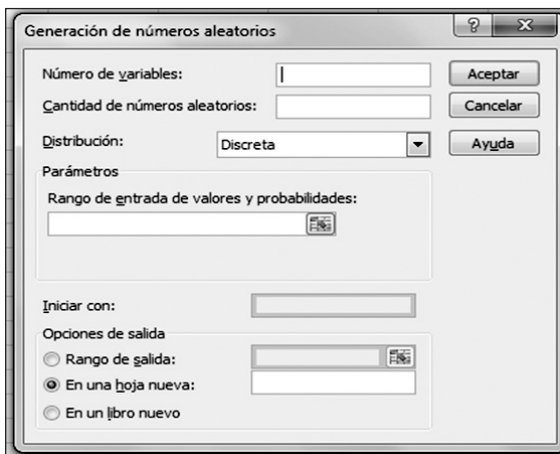 Generación de números aleatorios
?
X
Número de variables:
Aceptar
Cantidad de números aleatorios:
Cancelar
Distribución:
Discreta
Ayuda
Parámetros
Rango de entrada de valores y probabilidades:
Iniciar con:
Opciones de salida
Rango de salida:
En una hoja nueva:
En un libro nuevo